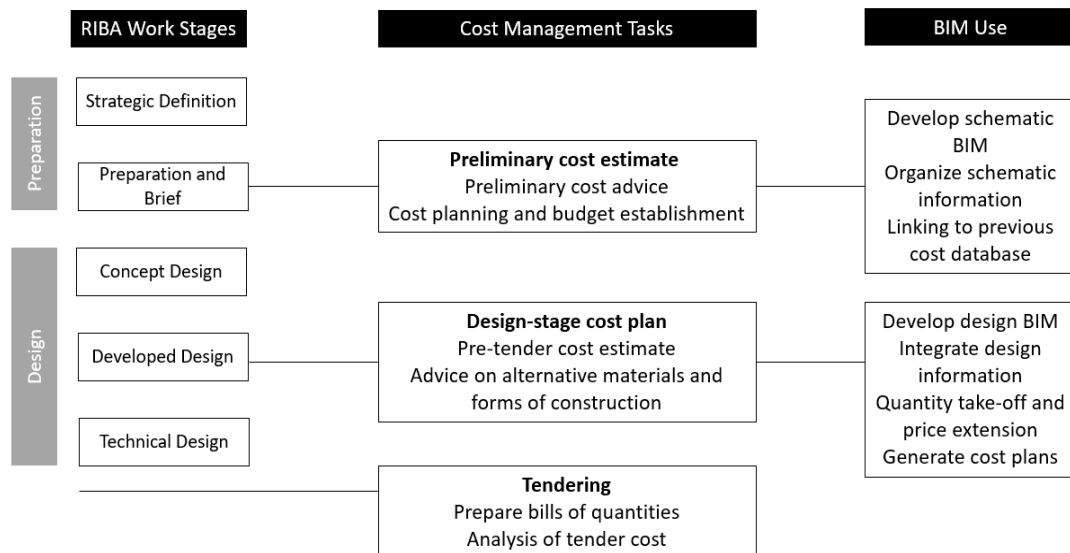 RIBA Work Stages
Cost Management Tasks
BIM Use
Preparation
Strategic Definition
Preparation and
Brief
Preliminary cost estimate
Preliminary cost advice
Cost planning and budget establishment
Develop schematic
BIM
Organize schematic
information
Linking to previous
cost database
Design
Concept Design
Developed Design
Technical Design
Design-stage cost plan
Pre-tender cost estimate
Advice on alternative materials and
forms of construction
Develop design BIM
Integrate design
information
Quantity take-off and
price extension
Generate cost plans
Tendering
Prepare bills of quantities
Analysis of tender cost